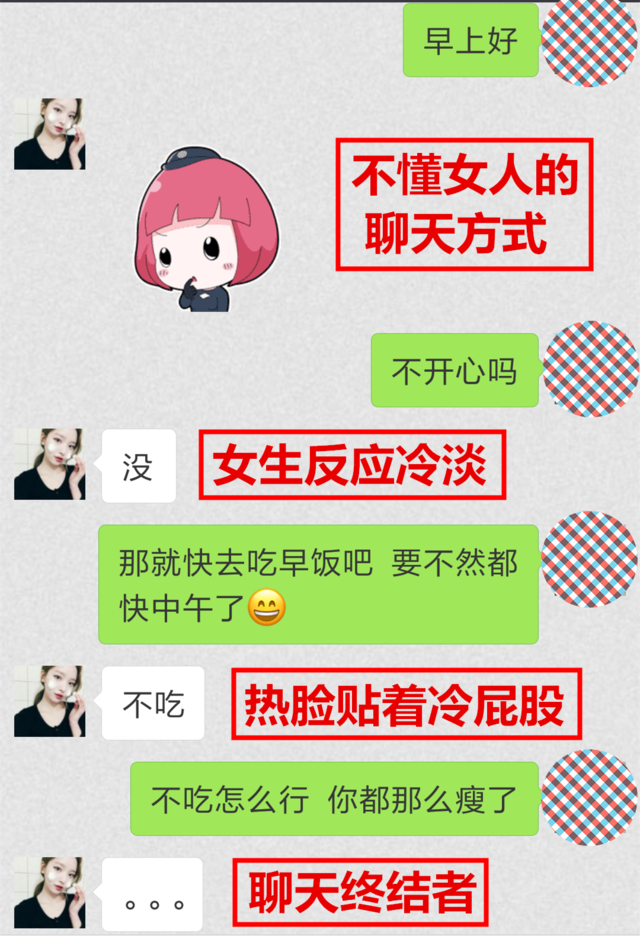 早上好
不懂女人的
聊天方式
不开心吗
没
女生反应冷淡
那就快去吃早饭吧 要不然都
快中午了😄
不吃
热脸贴着冷屁股
不吃怎么行 你都那么瘦了
。。。
聊天终结者